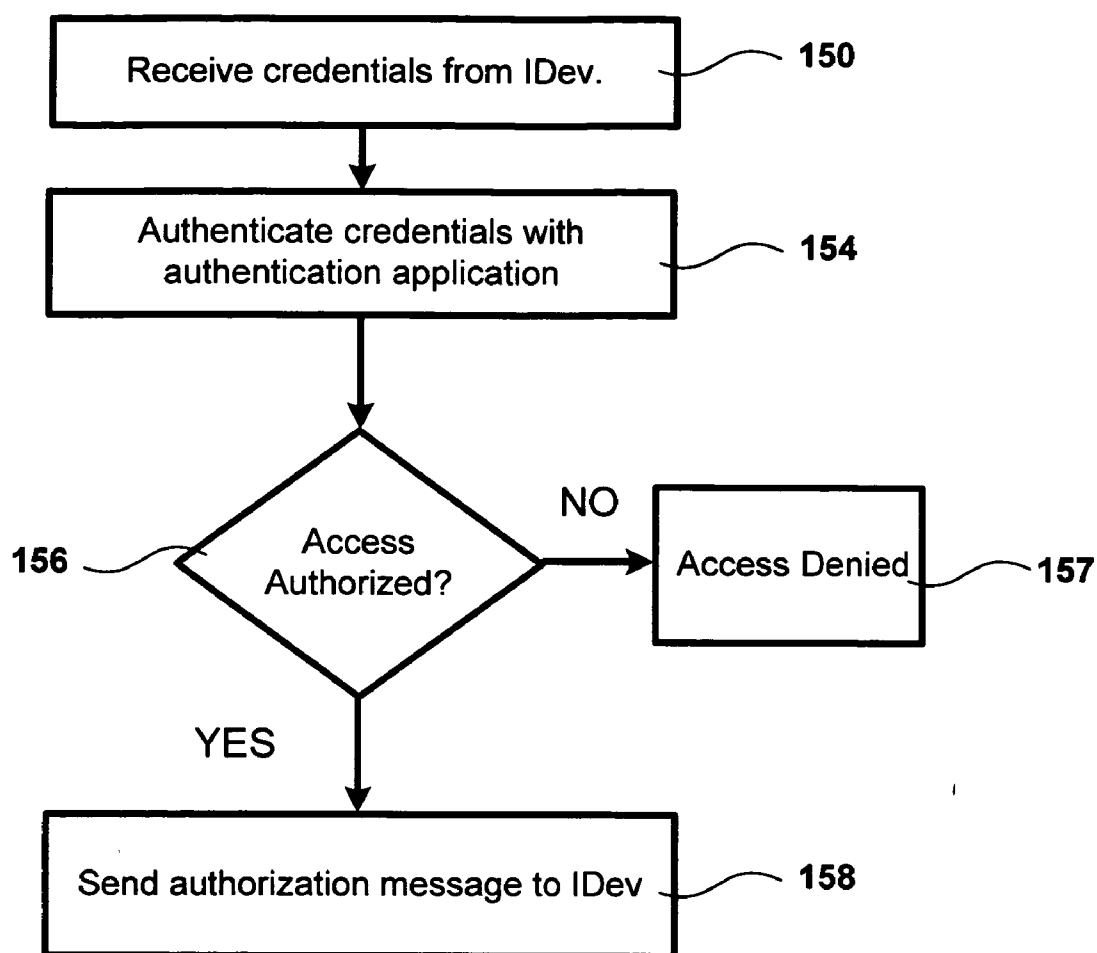 Receive credentials from IDev.
150
Authenticate credentials with
authentication application
154
Access
Authorized?
156
NO
Access Denied
157
YES
Send authorization message to IDev
158